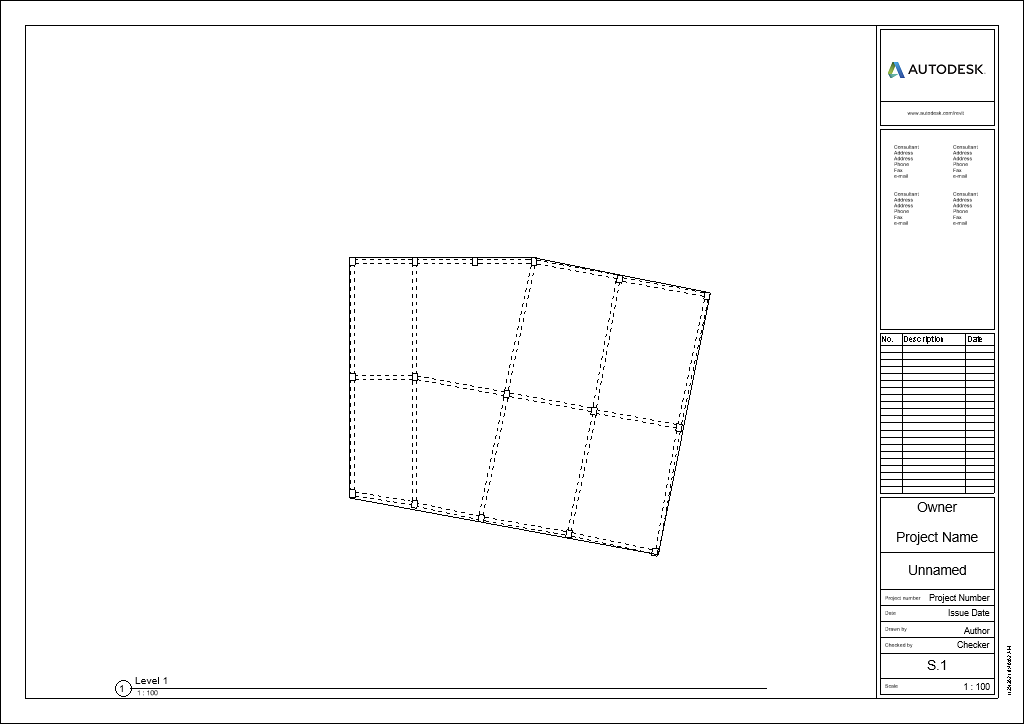 AUTODESK.
www.autodesk.com/revit
Consultant
Address
Address
Phone
Fax
e-mail
Consultant
Address
Address
Phone
Fax
e-mail
Consultant
Address
Address
Phone
Fax
e-mail
Consultant
Address
Address
Phone
Fax
e-mail
No. Description Date
Owner
Project Name
Unnamed
Project number Project Number
Date Issue Date
Drawn by Author
Checked by Checker
S.1
Scale 1 : 100
1 Level 1
1 : 100